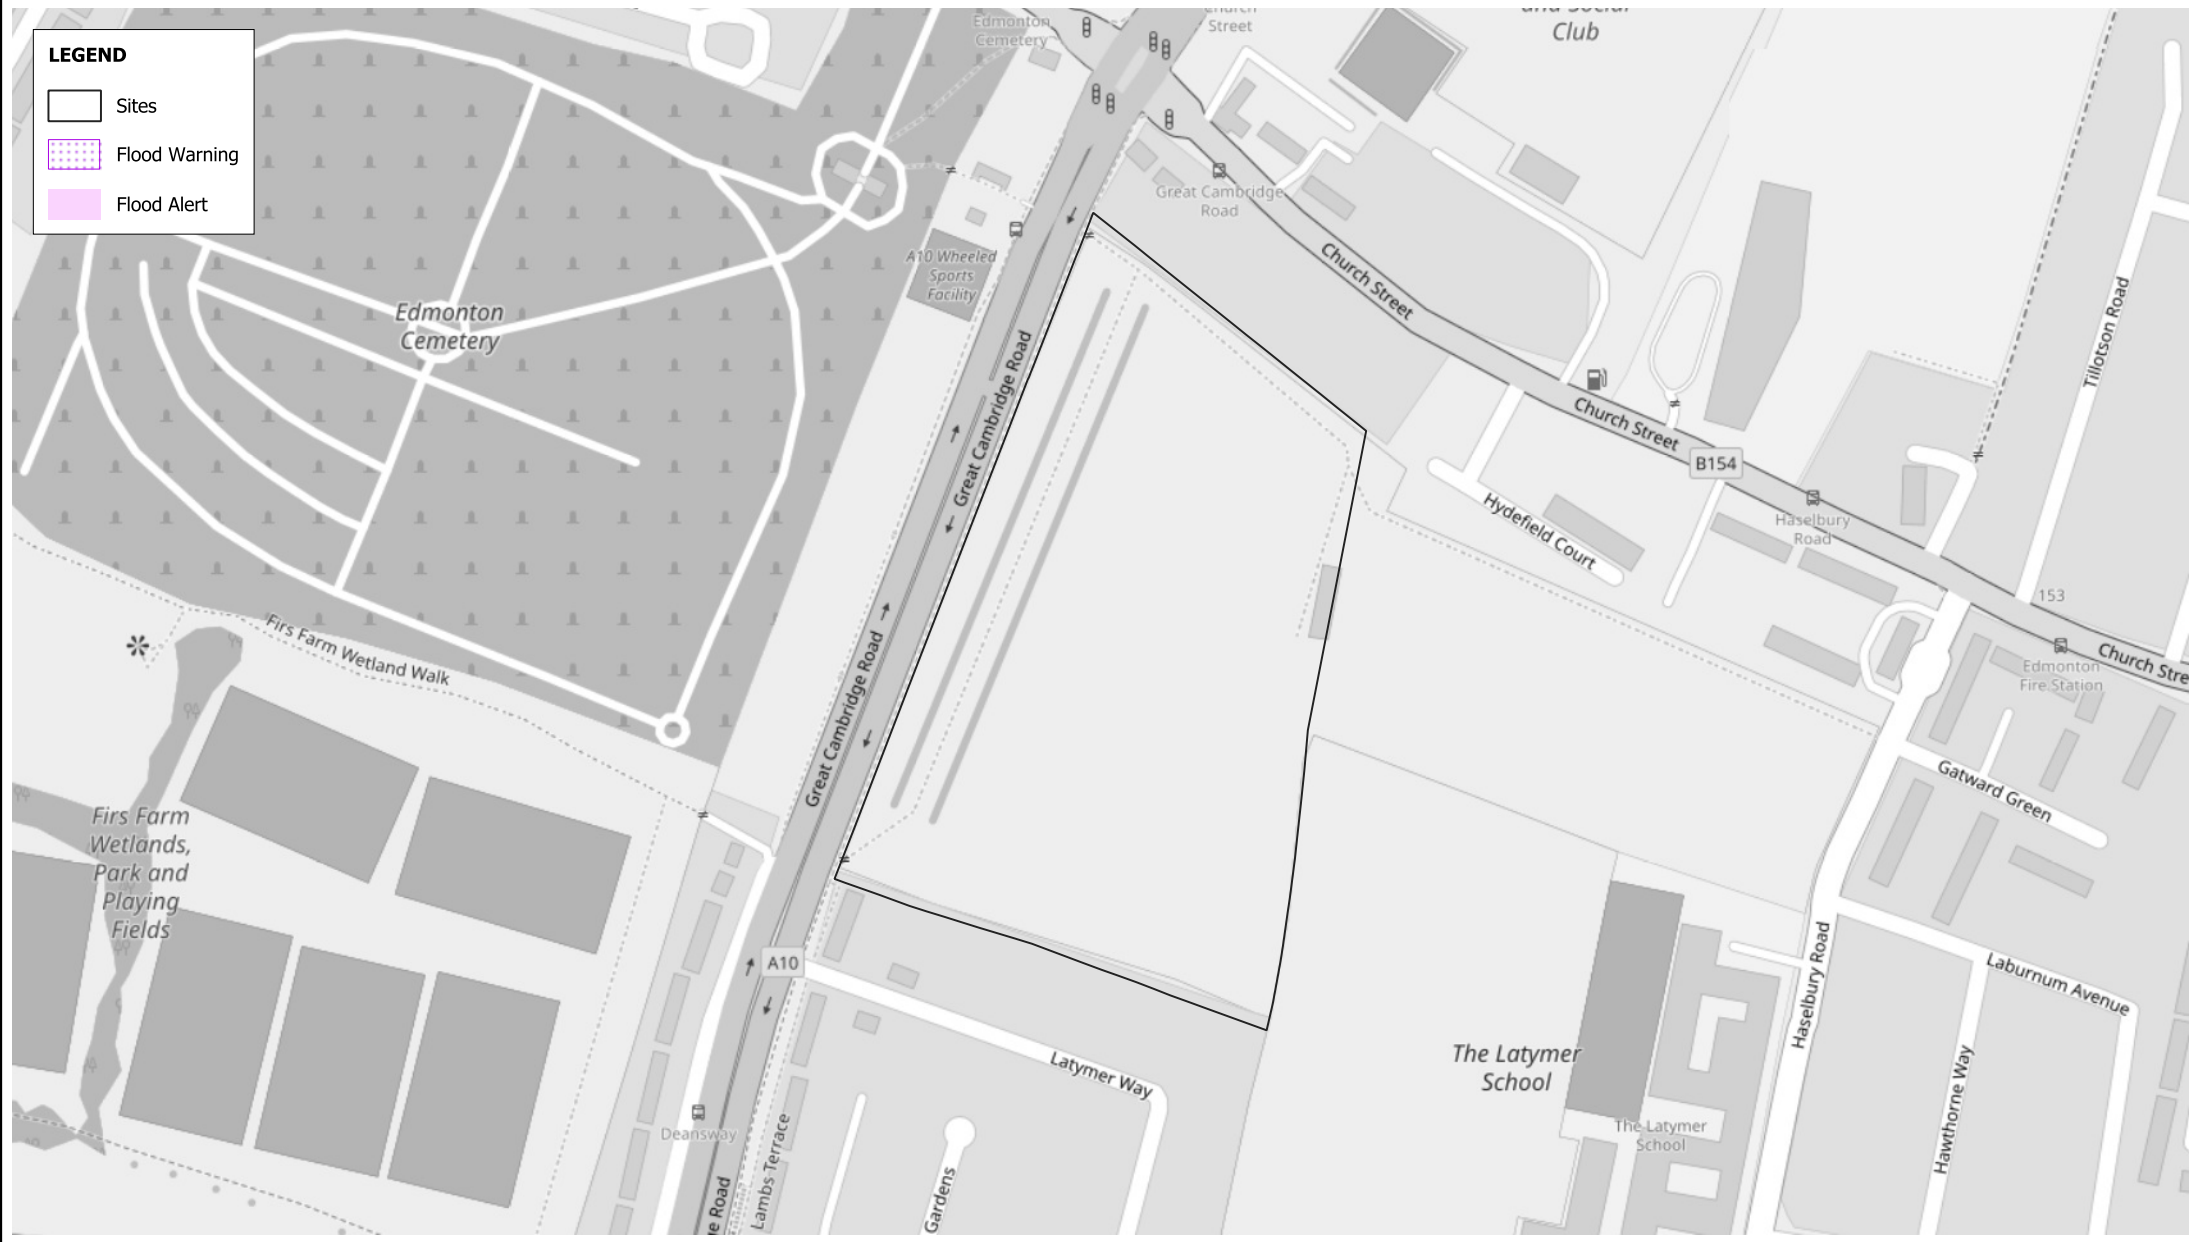 LEGEND
Sites
Flood Warning
Flood Alert
Edmonton
Cemetery
Church
Street
and Social
Club
Great Cambridge
Road
A10 Wheeled
Sports
Facility
Edmonton
Cemetery
Church Street
Great Cambridge Road
Church Street
B154
Tillotson Road
Haselbury
Road
Hydefield Court
153
Church Stre
Edmonton
Fire Station
Firs Farm Wetland Walk
Great Cambridge Road
Gatward Green
Firs Farm
Wetlands,
Park and
Playing
Fields
A10
Haselbury Road
Laburnum Avenue
Latymer Way
The Latymer
School
Hawthorne Way
Deansway
Lambs Terrace
The Latymer
School
Gardens
e Road